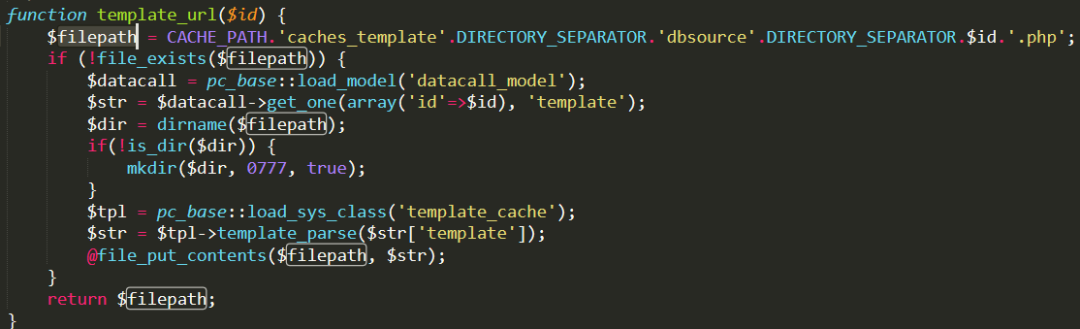 function template_url($id) {
    $filepath = CACHE_PATH.'caches_template'.DIRECTORY_SEPARATOR.'dbsource'.DIRECTORY_SEPARATOR.$id.'.php';
    if (!file_exists($filepath)) {
        $datacall = pc_base::load_model('datacall_model');
        $str = $datacall->get_one(array('id'=>$id), 'template');
        $dir = dirname($filepath);
        if(!is_dir($dir)) {
            mkdir($dir, 0777, true);
        }
        $tpl = pc_base::load_sys_class('template_cache');
        $str = $tpl->template_parse($str['template']);
        @file_put_contents($filepath, $str);
    }
    return $filepath;
}